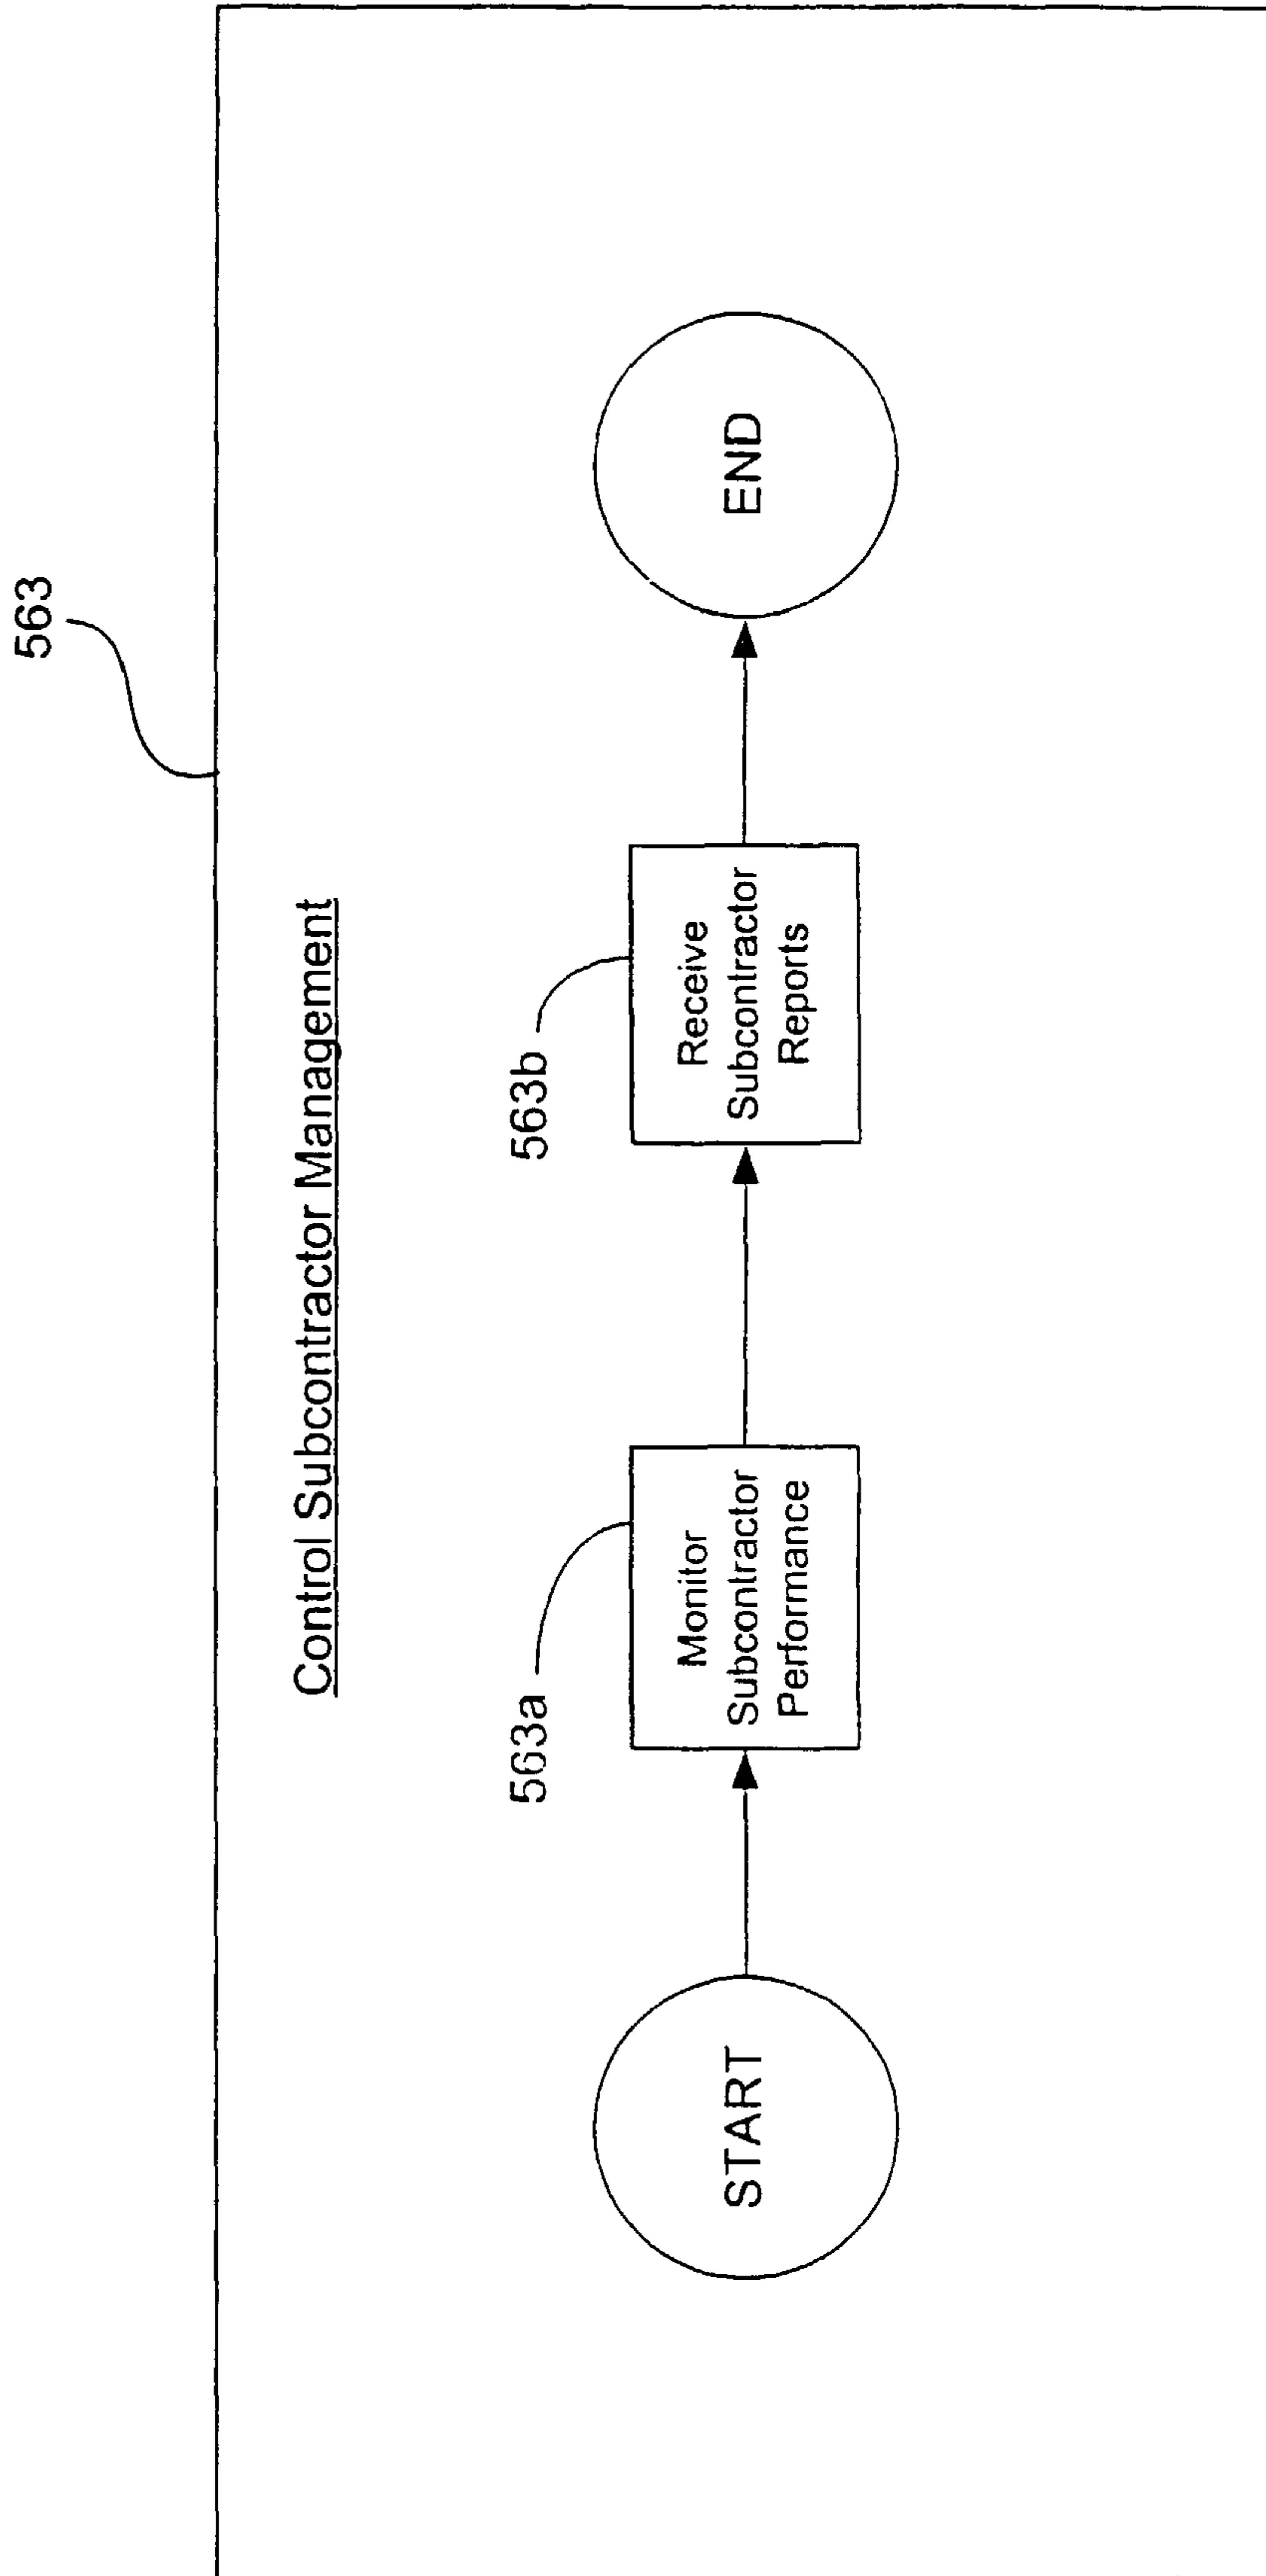 563
Control Subcontractor Management
START
563a
Monitor
Subcontractor
Performance
563b
Receive
Subcontractor
Reports
END